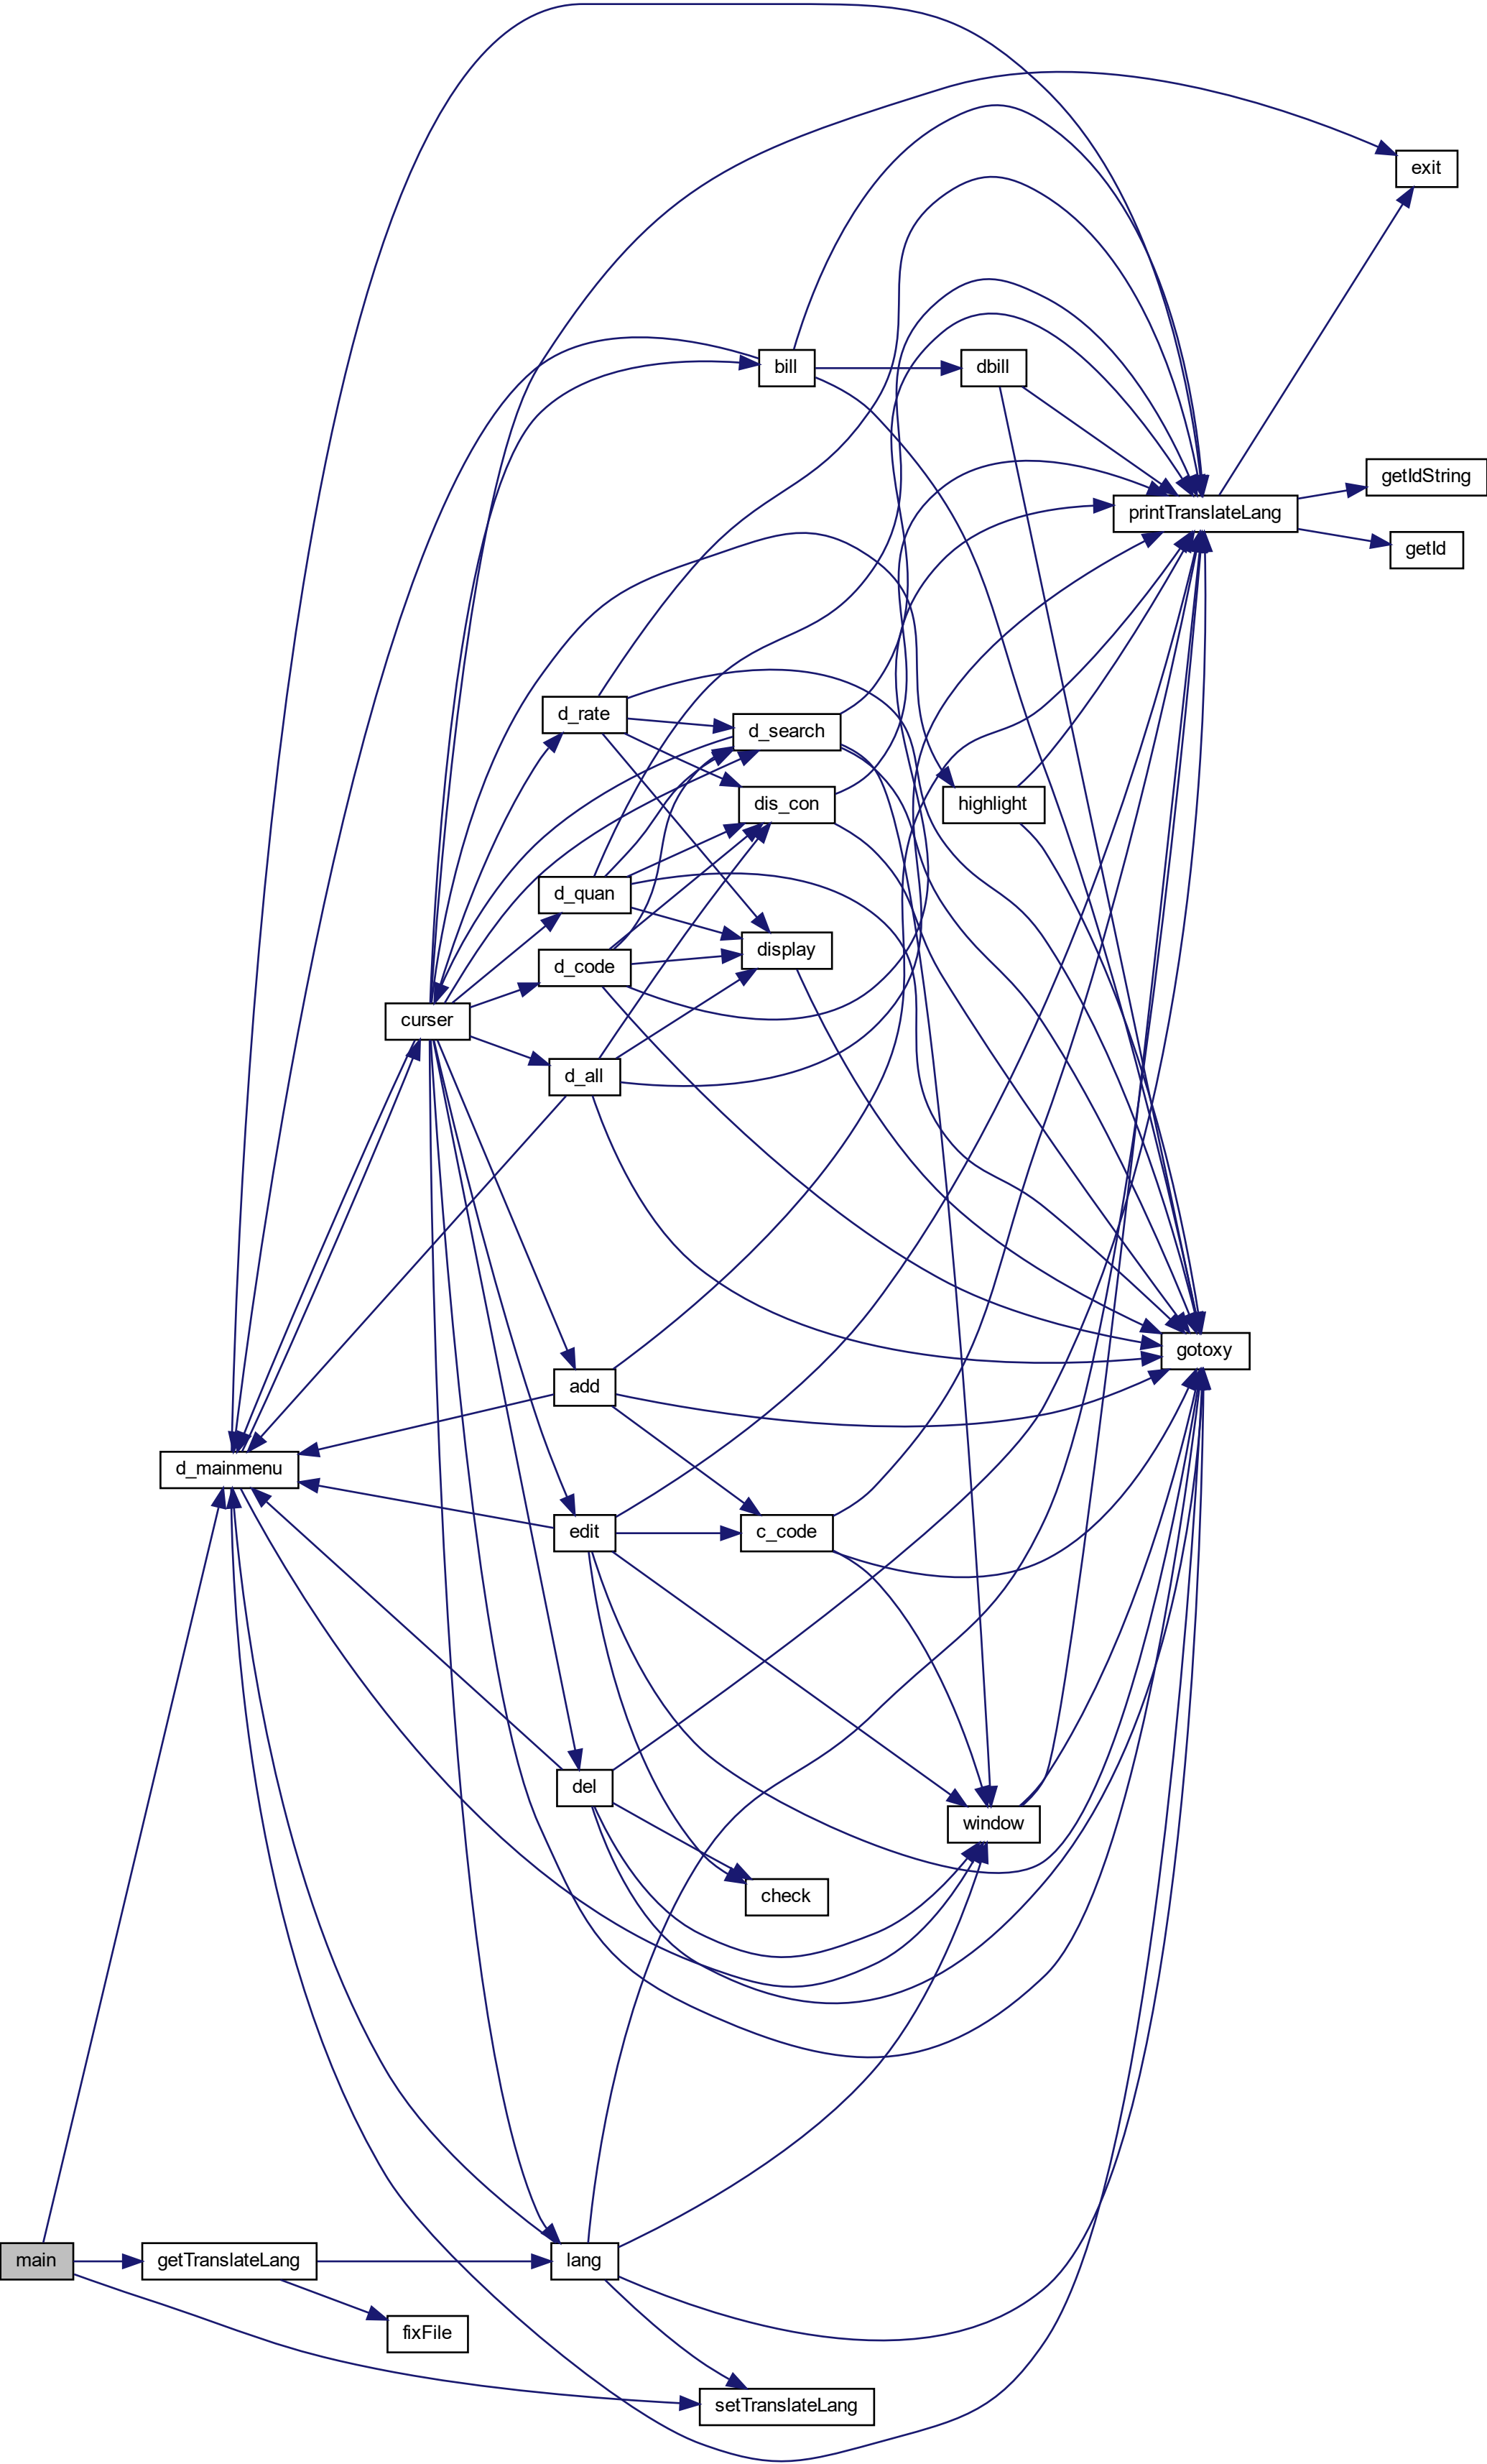 exit
bill
dbill
getIdString
printTranslateLang
getId
d_rate
d_search
dis_con
highlight
d_quan
display
d_code
curser
d_all
gotoxy
add
d_mainmenu
edit
c_code
del
window
check
main
getTranslateLang
lang
fixFile
setTranslateLang